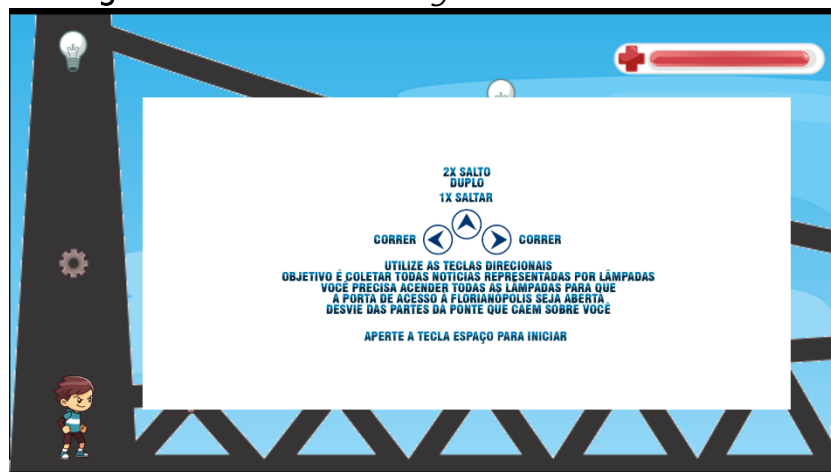 2X SALTO
DUPLO
1X SALTAR
CORRER CORRER
UTILIZE AS TECLAS DIRECIONAIS
OBJETIVO É COLETAR TODAS NOTICIAS REPRESENTADAS POR LÂMPADAS
VOCÊ PRECISA ACENDER TODAS AS LÂMPADAS PARA QUE
A PORTA DE ACESSO A FLORIANÓPOLIS SEJA ABERTA
DESVIE DAS PARTES DA PONTE QUE CAEM SOBRE VOCÊ
APERTE A TECLA ESPAÇO PARA INICIAR